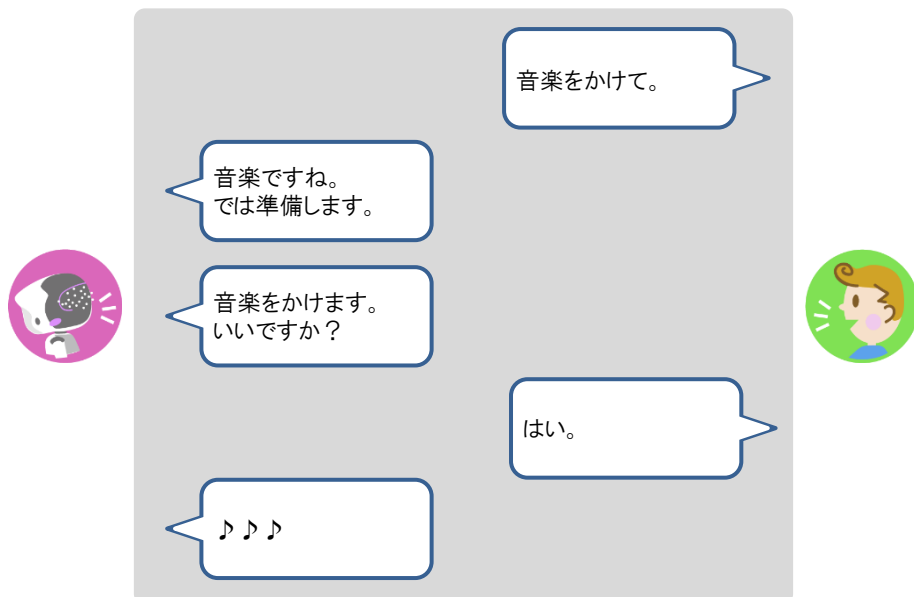 音楽をかけて。
音楽ですね。
では準備します。
音楽をかけます。
いいですか？
はい。
♪♪♪